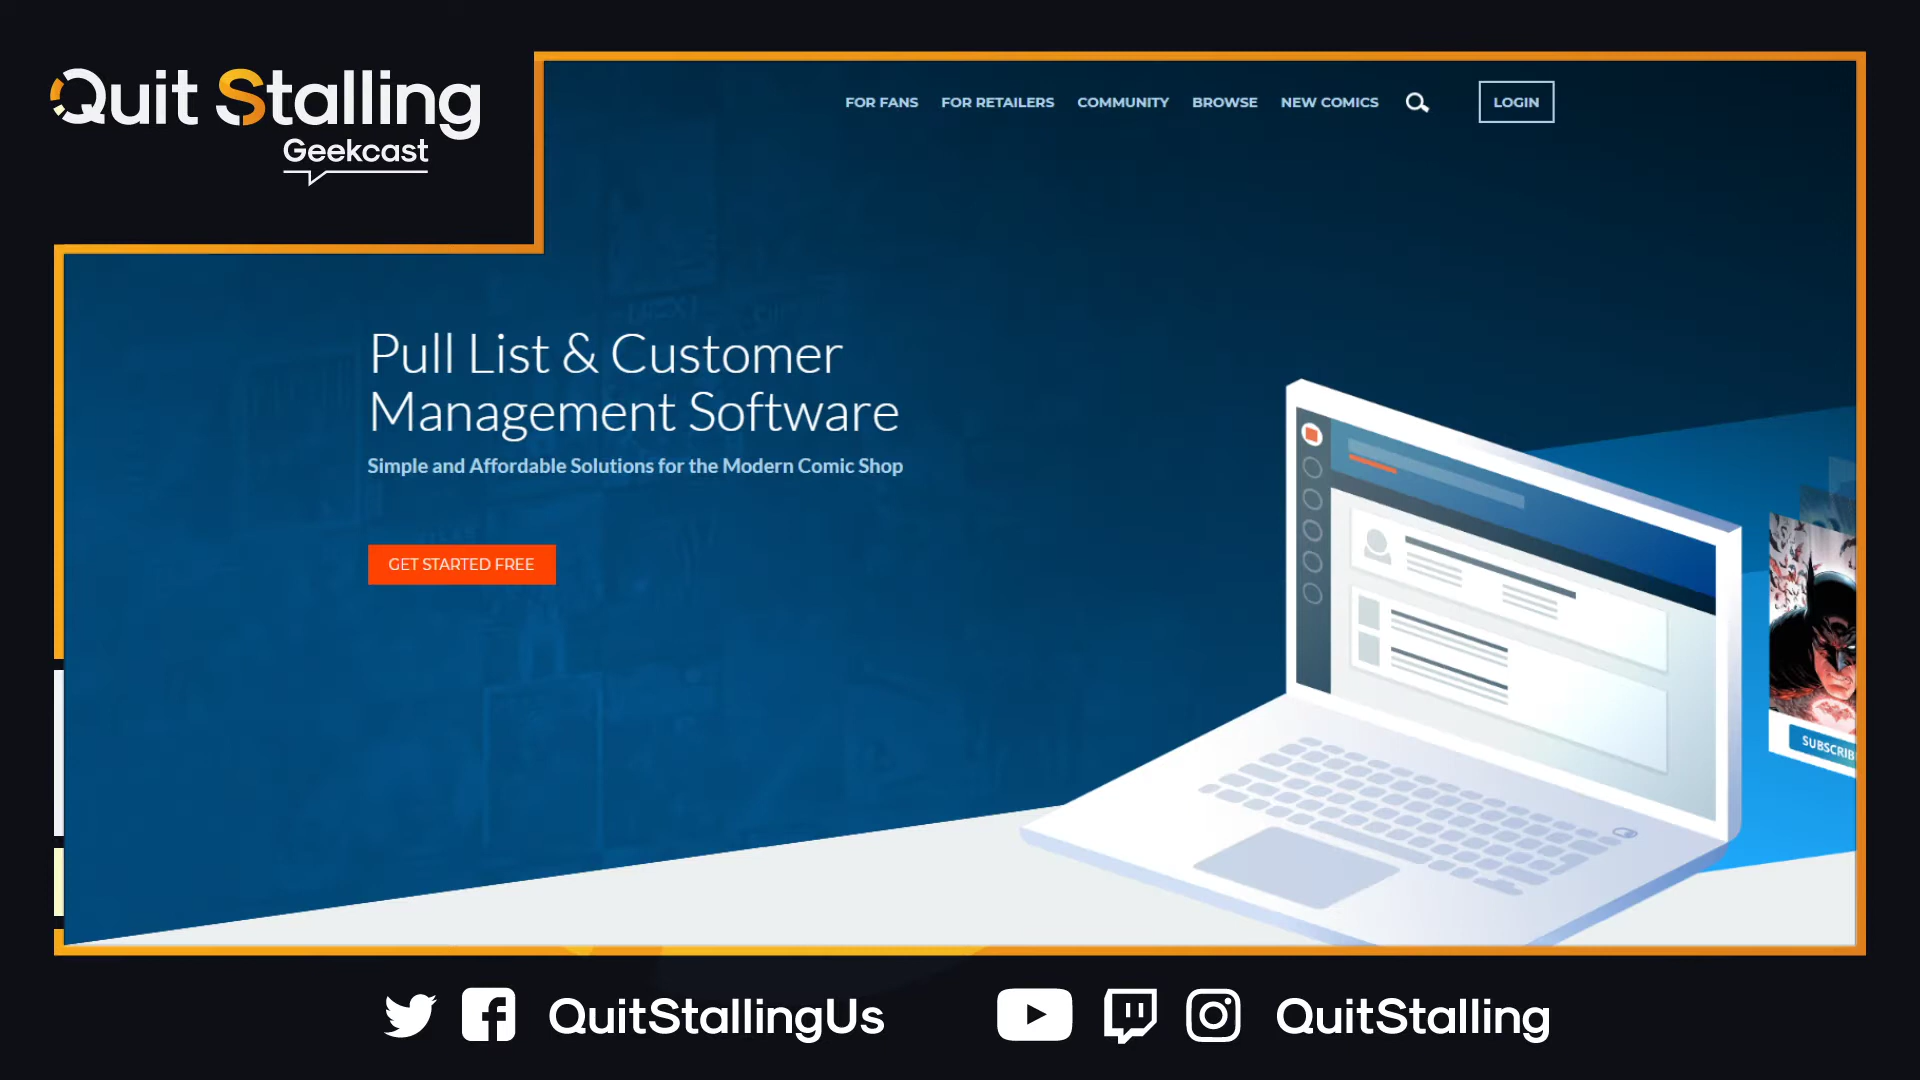 Quit Stalling
Geekcast
FOR FANS FOR RETAILERS COMMUNITY BROWSE NEW COMICS LOGIN
Pull List & Customer
Management Software
Simple and Affordable Solutions for the Modern Comic Shop
GET STARTED FREE
SUBSCRIB
QuitStallingUs QuitStalling